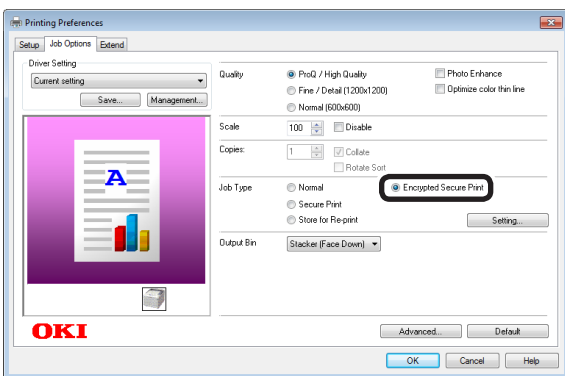 Printing Preferences
Setup Job Options Extend
Driver Setting
Current setting
Save... Management...
A
OKI
Quality ProQ / High Quality Photo Enhance
Fine / Detail (1200x1200) Optimize color thin line
Normal (600x600)
Scale 100 Disable
Copies: 1 Collate
Rotate Sort
Job Type Normal Encrypted Secure Print
Secure Print
Store for Re-print Setting...
Output Bin Stacker (Face Down)
Advanced... Default
OK Cancel Help